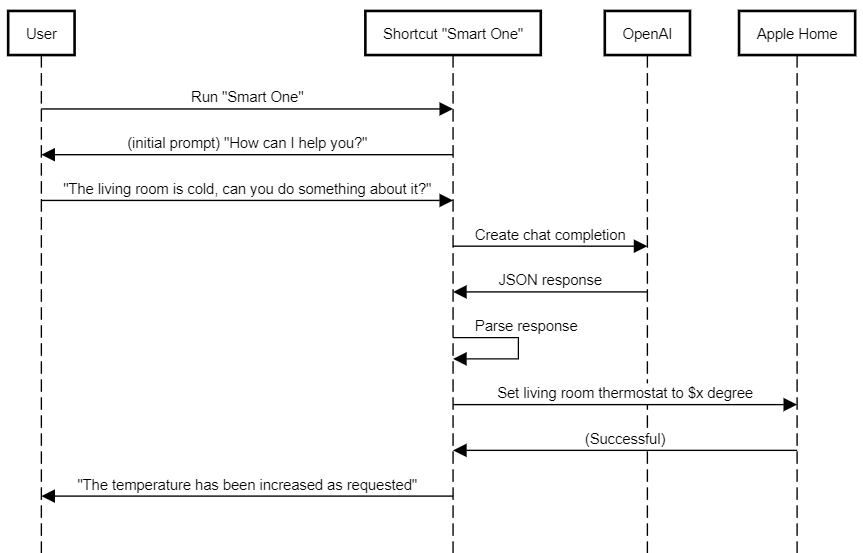 User
Shortcut "Smart One"
OpenAI
Apple Home
Run "Smart One"
(initial prompt) "How can I help you?"
"The living room is cold, can you do something about it?"
Create chat completion
JSON response
Parse response
Set living room thermostat to $x degree
(Successful)
"The temperature has been increased as requested"